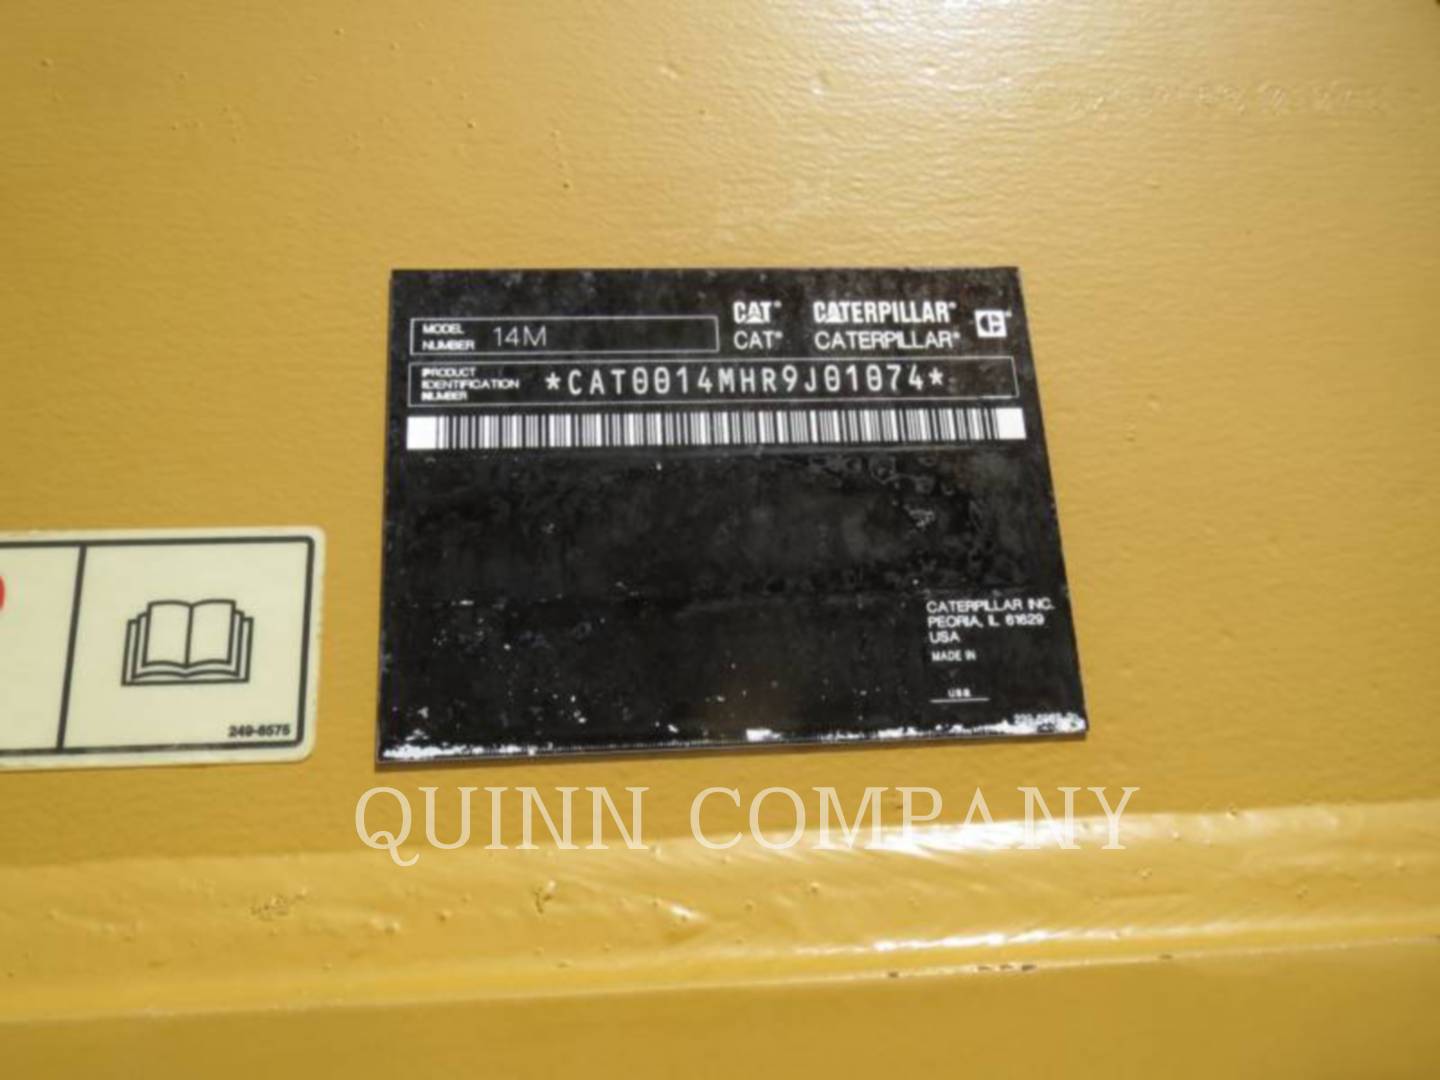 MODEL NUMBER 14M
CAT® CATERPILLAR®
CAT® CATERPILLAR®
PRODUCT
IDENTIFICATION
NUMBER
*CAT0014MHR9J01074*
CATERPILLAR INC.
PEORIA, IL 61629
USA
MADE IN
USA
249-8575
QUINN COMPANY